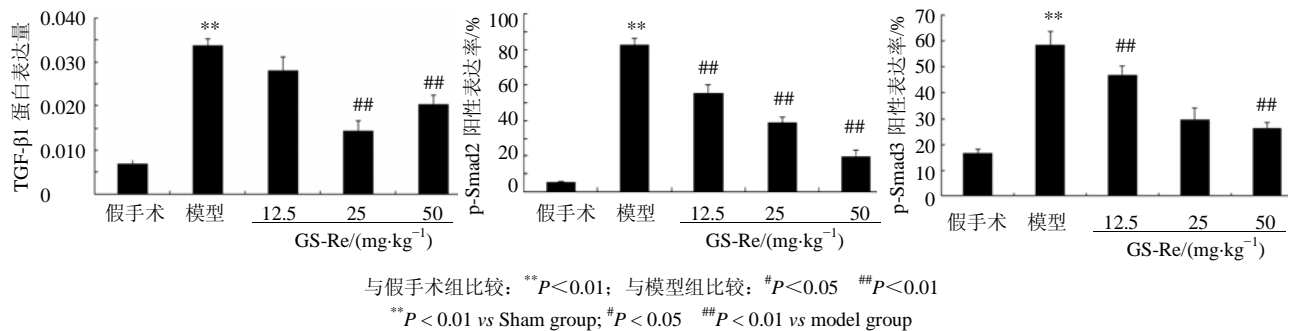 TGF-β1 蛋白表达量
0.040
0.030
0.020
0.010
0
**
##
##
假手术 模型 12.5 25 50
GS-Re/(mg·kg⁻¹)
p-Smad2 阳性表达率/%
100
80
60
40
20
0
**
##
##
##
假手术 模型 12.5 25 50
GS-Re/(mg·kg⁻¹)
p-Smad3 阳性表达率/%
70
60
50
40
30
20
10
0
**
##
##
假手术 模型 12.5 25 50
GS-Re/(mg·kg⁻¹)
与假手术组比较：**P＜0.01；与模型组比较：#P＜0.05 ##P＜0.01
**P < 0.01 vs Sham group; #P < 0.05 ##P < 0.01 vs model group